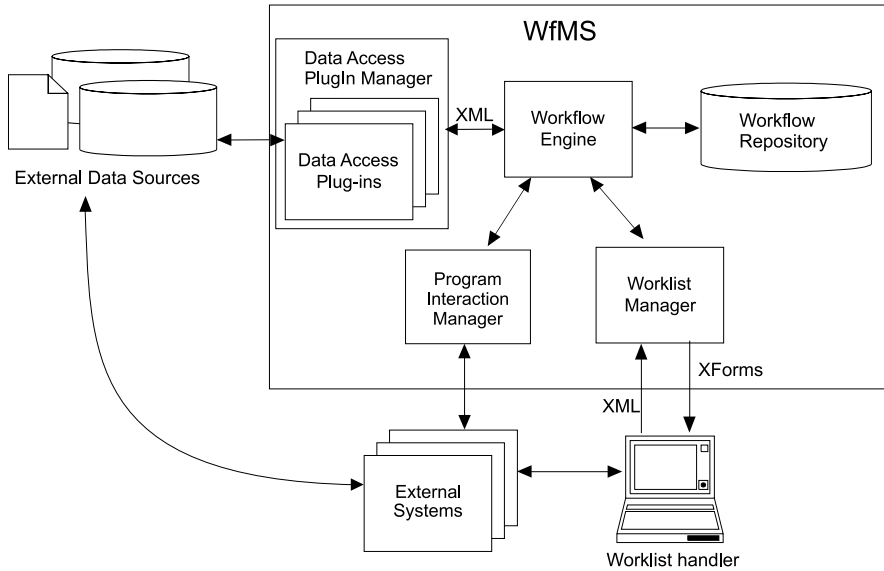 WfMS
Data Access
PlugIn Manager
XML
Workflow
Engine
Workflow
Repository
Data Access
Plug-ins
External Data Sources
Program
Interaction
Manager
Worklist
Manager
XForms
XML
External
Systems
Worklist handler